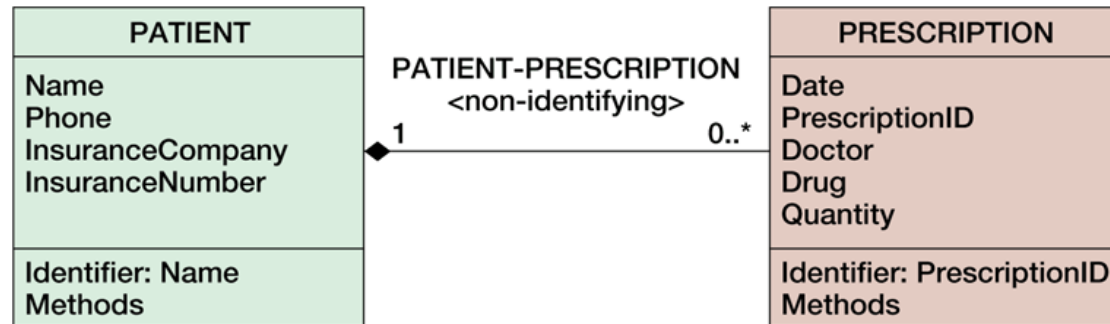 PATIENT
Name
Phone
InsuranceCompany
InsuranceNumber
Identifier: Name
Methods
PATIENT-PRESCRIPTION
<non-identifying>
1
0..*
PRESCRIPTION
Date
PrescriptionID
Doctor
Drug
Quantity
Identifier: PrescriptionID
Methods